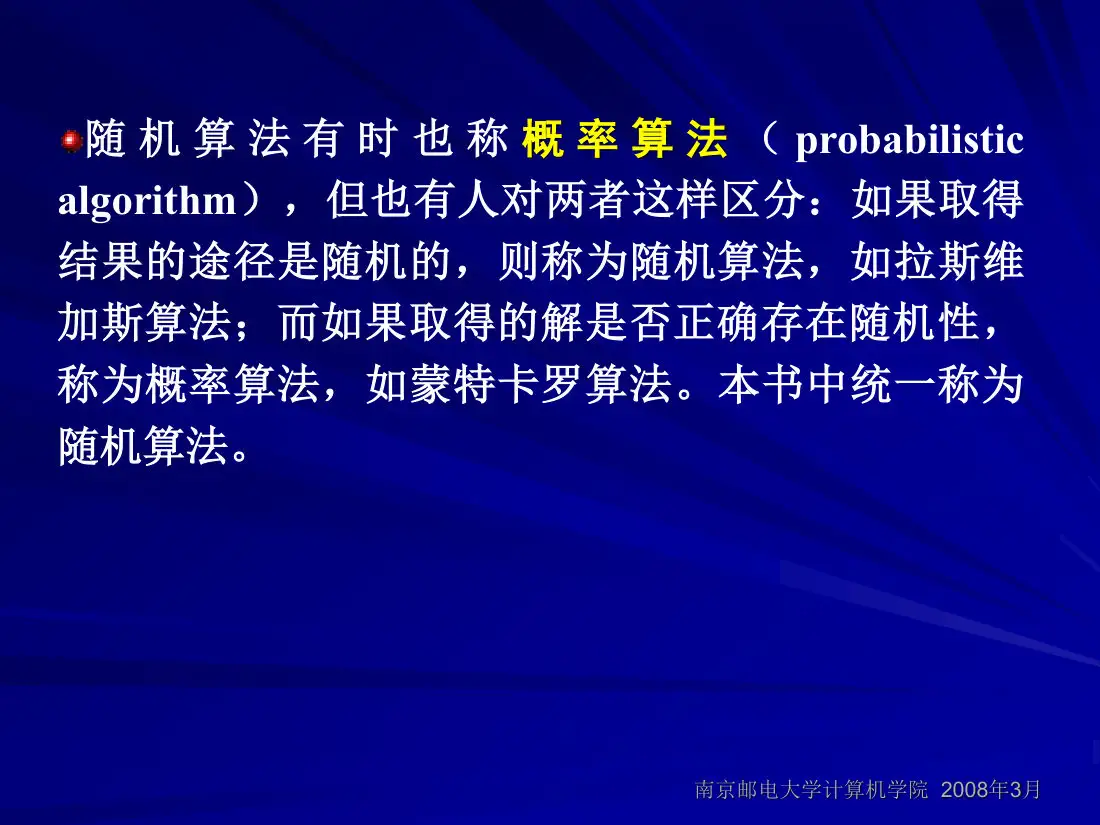 随机算法有时也称概率算法（probabilistic
algorithm），但也有人对两者这样区分：如果取得
结果的途径是随机的，则称为随机算法，如拉斯维
加斯算法；而如果取得的解是否正确存在随机性，
称为概率算法，如蒙特卡罗算法。本书中统一称为
随机算法。
南京邮电大学计算机学院 2008年3月